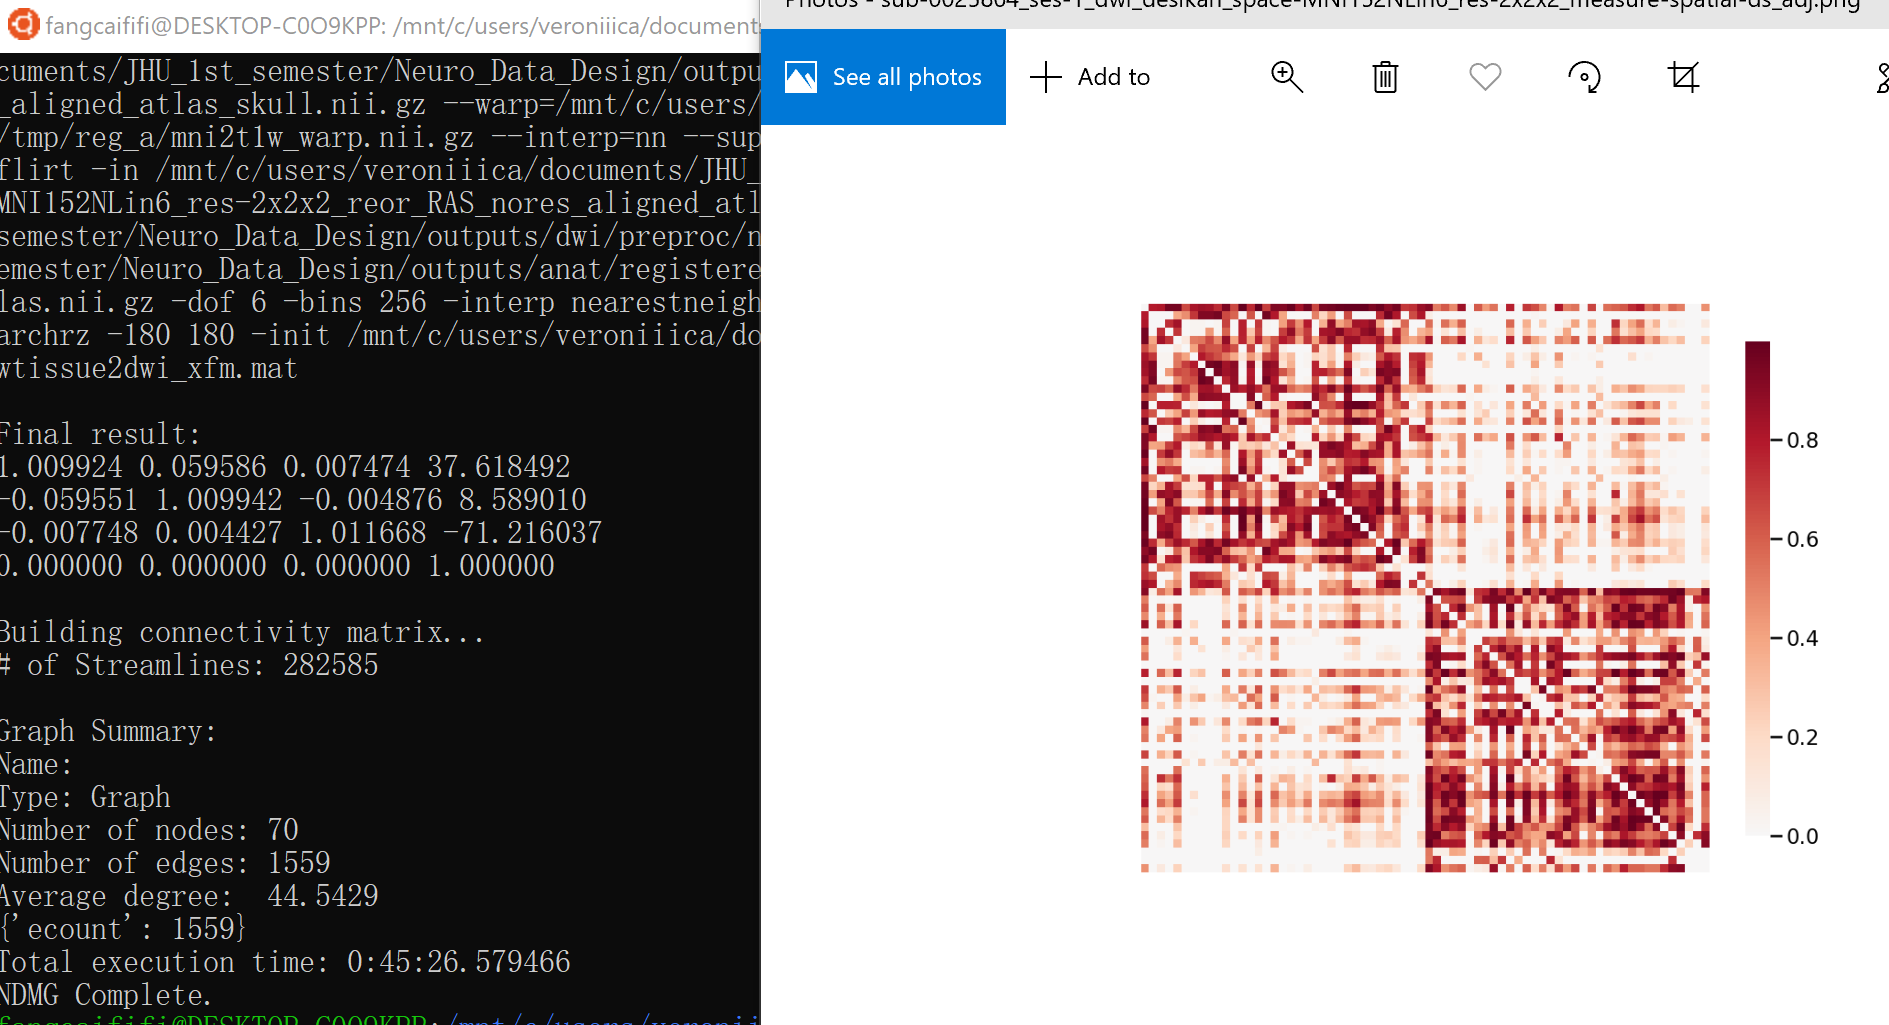 fangcaififi@DESKTOP-C0O9KPP: /mnt/c/users/veroniiica/document
cuments/JHU_1st_semester/Neuro_Data_Design/outpu
_aligned_atlas_skull.nii.gz --warp=/mnt/c/users/
/tmp/reg_a/mni2t1w_warp.nii.gz --interp=nn --sup
flirt -in /mnt/c/users/veroniiica/documents/JHU_
MNI152NLin6_res-2x2x2_reor_RAS_nores_aligned_atl
semester/Neuro_Data_Design/outputs/dwi/preproc/n
emester/Neuro_Data_Design/outputs/anat/registere
las.nii.gz -dof 6 -bins 256 -interp nearestneigh
archrz -180 180 -init /mnt/c/users/veroniiica/do
wtissue2dwi_xfm.mat
Final result:
1.009924 0.059586 0.007474 37.618492
-0.059551 1.009942 -0.004876 8.589010
-0.007748 0.004427 1.011668 -71.216037
0.000000 0.000000 0.000000 1.000000
Building connectivity matrix...
# of Streamlines: 282585
Graph Summary:
Name:
Type: Graph
Number of nodes: 70
Number of edges: 1559
Average degree:  44.5429
{'ecount': 1559}
Total execution time: 0:45:26.579466
NDMG Complete.
fangcaififi@DESKTOP-C0O9KPP:/mnt/c/users/veronii
Photos - sub-0025864_ses-1_dwi_desikan_space-MNI152NLin6_res-2x2x2_measure-spatial-ds_adj.png
See all photos
Add to
0.8
0.6
0.4
0.2
0.0